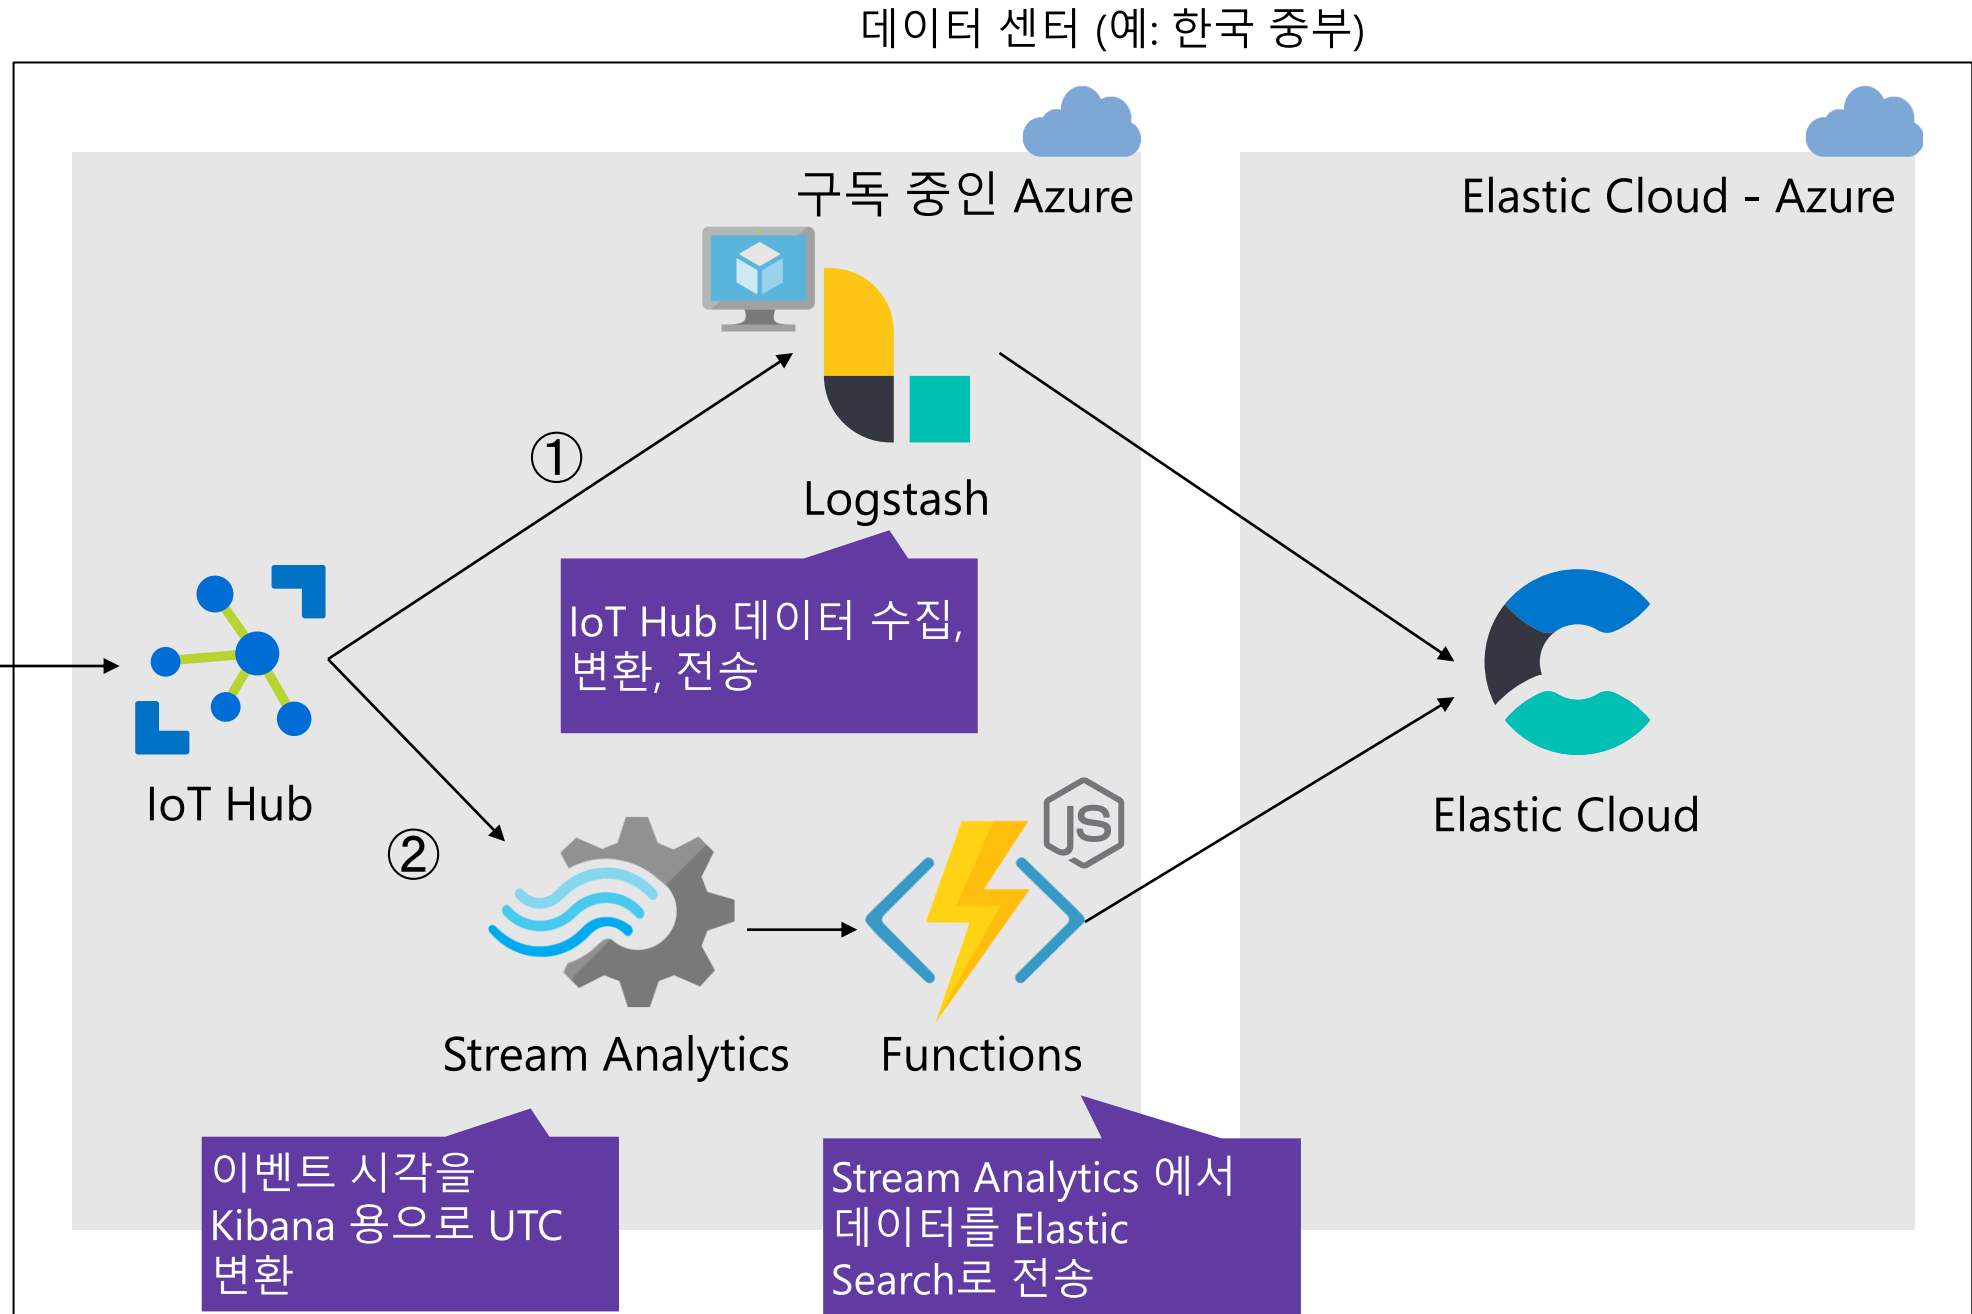 데이터 센터 (예: 한국 중부)
구독 중인 Azure
Elastic Cloud - Azure
①
Logstash
IoT Hub 데이터 수집,
변환, 전송
IoT Hub
②
JS
Elastic Cloud
Stream Analytics
Functions
이벤트 시각을
Kibana 용으로 UTC
변환
Stream Analytics 에서
데이터를 Elastic
Search로 전송